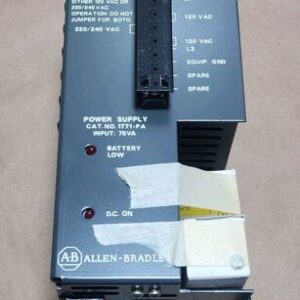 EITHER 120 VAC OR
220/240 VAC
OPERATION. DO NOT
JUMPER FOR BOTH.
220/240 VAC
120 VAC
120 VAC
L2
EQUIP. GND
SPARE
SPARE
POWER SUPPLY
CAT. NO. 1771-PA
INPUT: 75VA
BATTERY
LOW
D.C. ON
AB ALLEN-BRADLEY